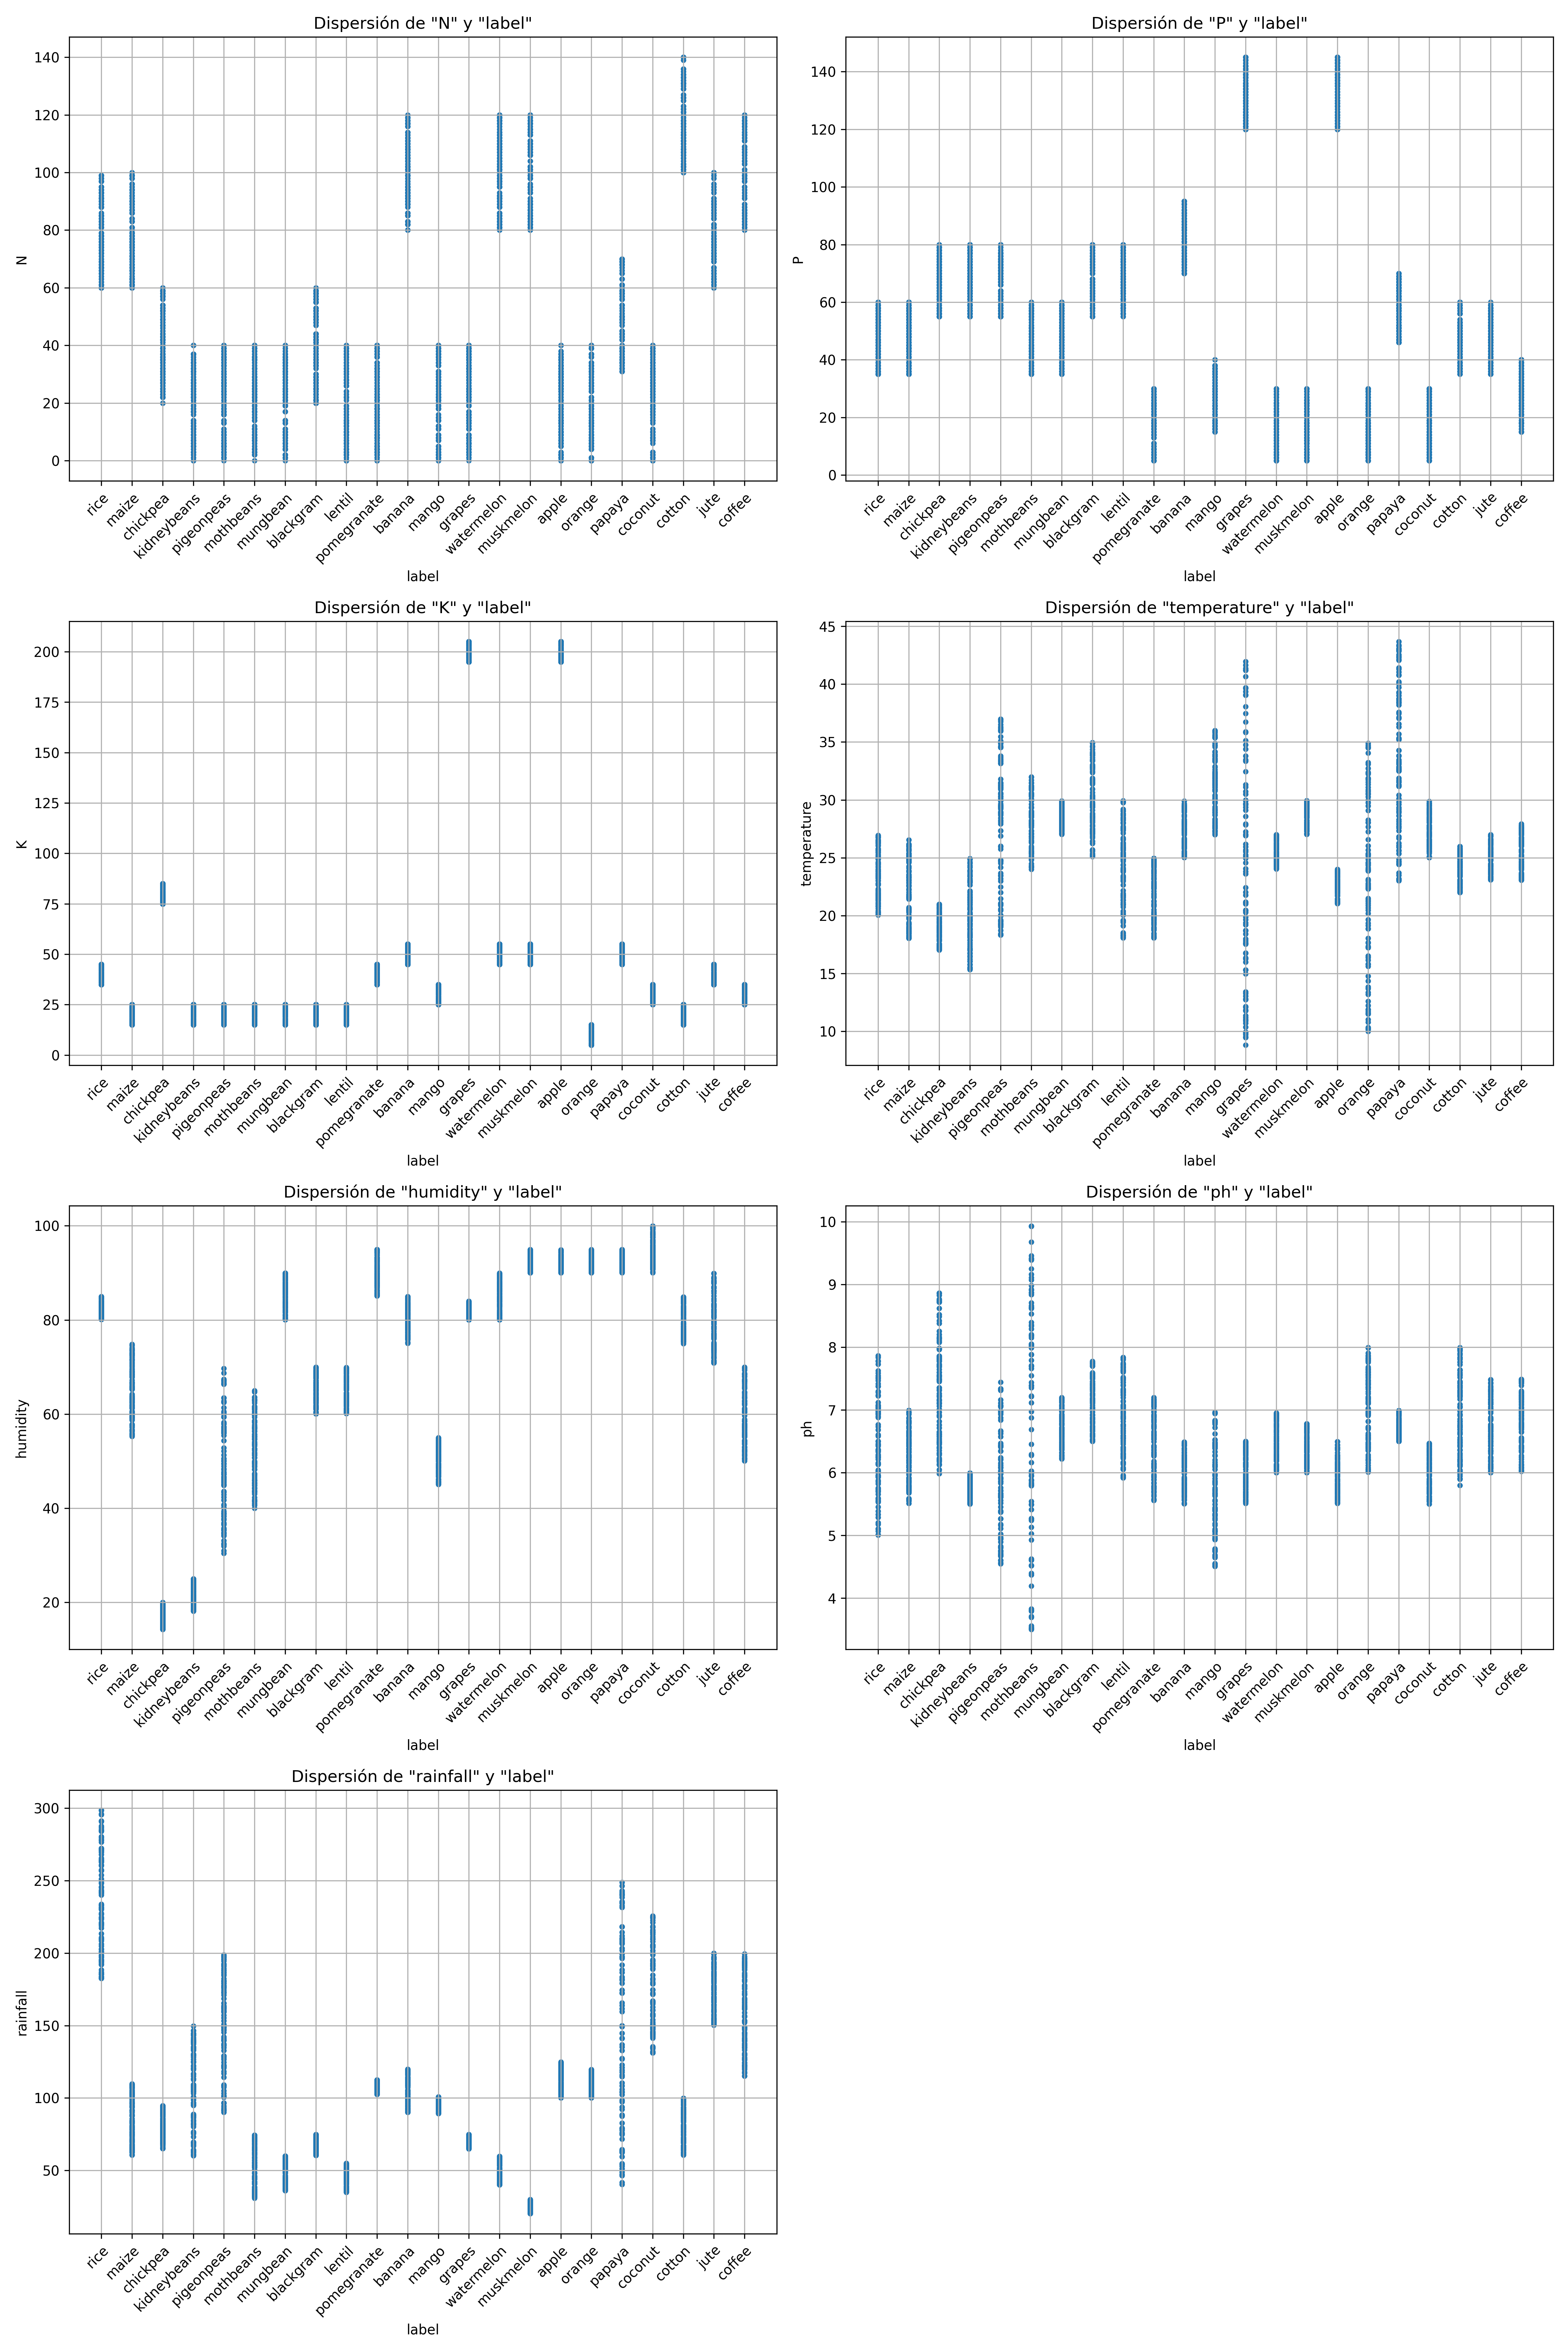 Dispersión de "N" y "label"
N
140
120
100
80
60
40
20
0
rice maize chickpea kidneybeans pigeonpeas mothbeans mungbean blackgram lentil pomegranate banana mango grapes watermelon muskmelon apple orange papaya coconut cotton jute coffee
label
Dispersión de "P" y "label"
P
140
120
100
80
60
40
20
0
rice maize chickpea kidneybeans pigeonpeas mothbeans mungbean blackgram lentil pomegranate banana mango grapes watermelon muskmelon apple orange papaya coconut cotton jute coffee
label
Dispersión de "K" y "label"
K
200
175
150
125
100
75
50
25
0
rice maize chickpea kidneybeans pigeonpeas mothbeans mungbean blackgram lentil pomegranate banana mango grapes watermelon muskmelon apple orange papaya coconut cotton jute coffee
label
Dispersión de "temperature" y "label"
temperature
45
40
35
30
25
20
15
10
rice maize chickpea kidneybeans pigeonpeas mothbeans mungbean blackgram lentil pomegranate banana mango grapes watermelon muskmelon apple orange papaya coconut cotton jute coffee
label
Dispersión de "humidity" y "label"
humidity
100
80
60
40
20
rice maize chickpea kidneybeans pigeonpeas mothbeans mungbean blackgram lentil pomegranate banana mango grapes watermelon muskmelon apple orange papaya coconut cotton jute coffee
label
Dispersión de "ph" y "label"
ph
10
9
8
7
6
5
4
rice maize chickpea kidneybeans pigeonpeas mothbeans mungbean blackgram lentil pomegranate banana mango grapes watermelon muskmelon apple orange papaya coconut cotton jute coffee
label
Dispersión de "rainfall" y "label"
rainfall
300
250
200
150
100
50
rice maize chickpea kidneybeans pigeonpeas mothbeans mungbean blackgram lentil pomegranate banana mango grapes watermelon muskmelon apple orange papaya coconut cotton jute coffee
label